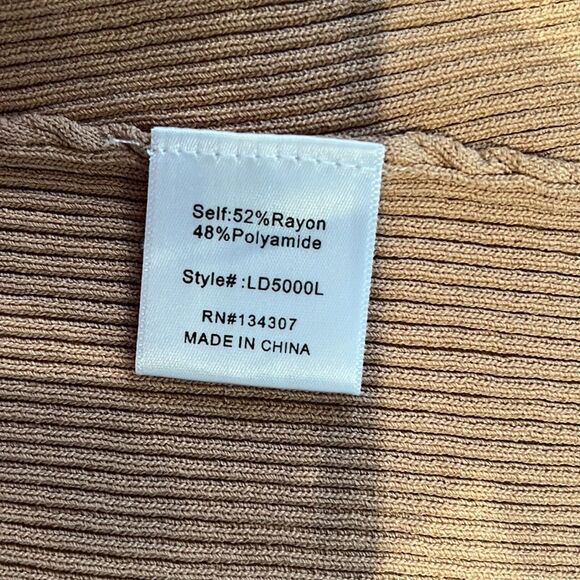 Self:52%Rayon
48%Polyamide
Style# :LD5000L
RN#134307
MADE IN CHINA